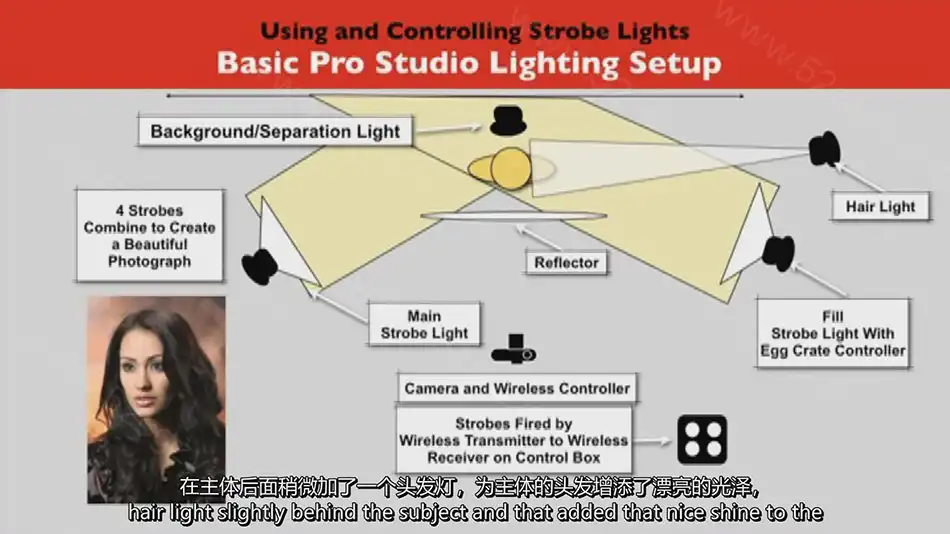 Using and Controlling Strobe Lights
Basic Pro Studio Lighting Setup
Background/Separation Light
4 Strobes
Combine to Create
a Beautiful
Photograph
Hair Light
Reflector
Main
Strobe Light
Fill
Strobe Light With
Egg Crate Controller
Camera and Wireless Controller
Strobes Fired by
Wireless Transmitter to Wireless
Receiver on Control Box
在主体后面稍微加了一个头发灯，为主体的头发增添了漂亮的光泽，
hair light slightly behind the subject and that added that nice shine to the